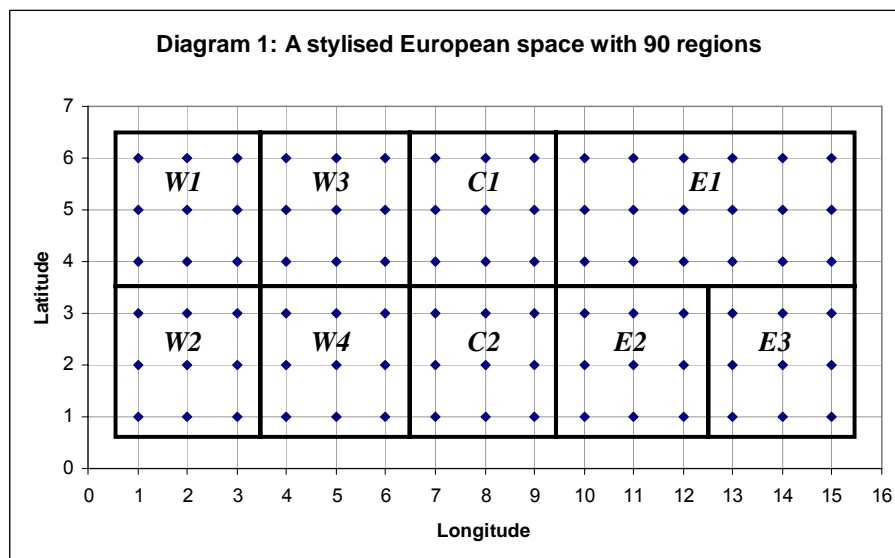 Diagram 1: A stylised European space with 90 regions
7
6
W1 W3 C1 E1
5
4
Latitude
3
W2 W4 C2 E2 E3
2
1
0
0 1 2 3 4 5 6 7 8 9 10 11 12 13 14 15 16
Longitude